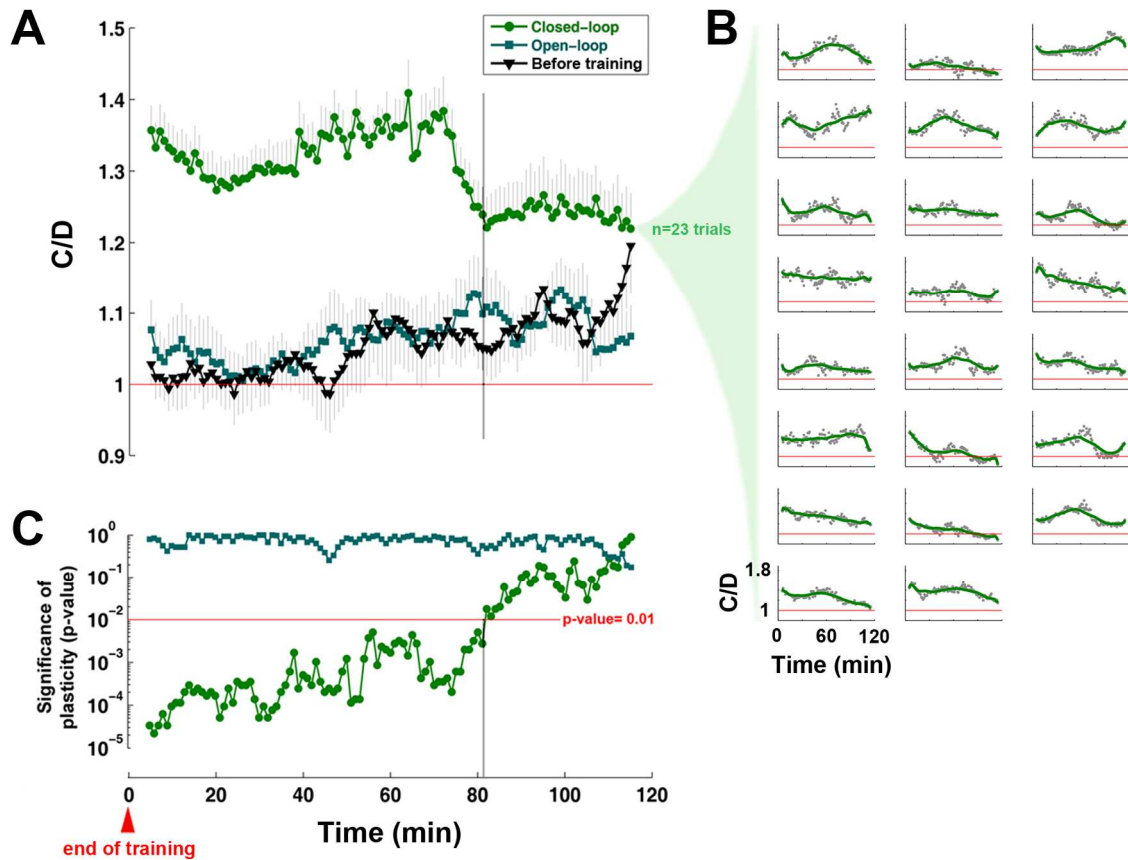 A
1.5
1.4
1.3
1.2
1.1
1
0.9
C/D
Closed-loop
Open-loop
Before training
n=23 trials
B
C/D
1.8
1
0 60 120
Time (min)
C
Significance of
plasticity (p-value)
10⁰
10⁻¹
10⁻²
10⁻³
10⁻⁴
10⁻⁵
p-value= 0.01
0 20 40 60 80 100 120
Time (min)
end of training